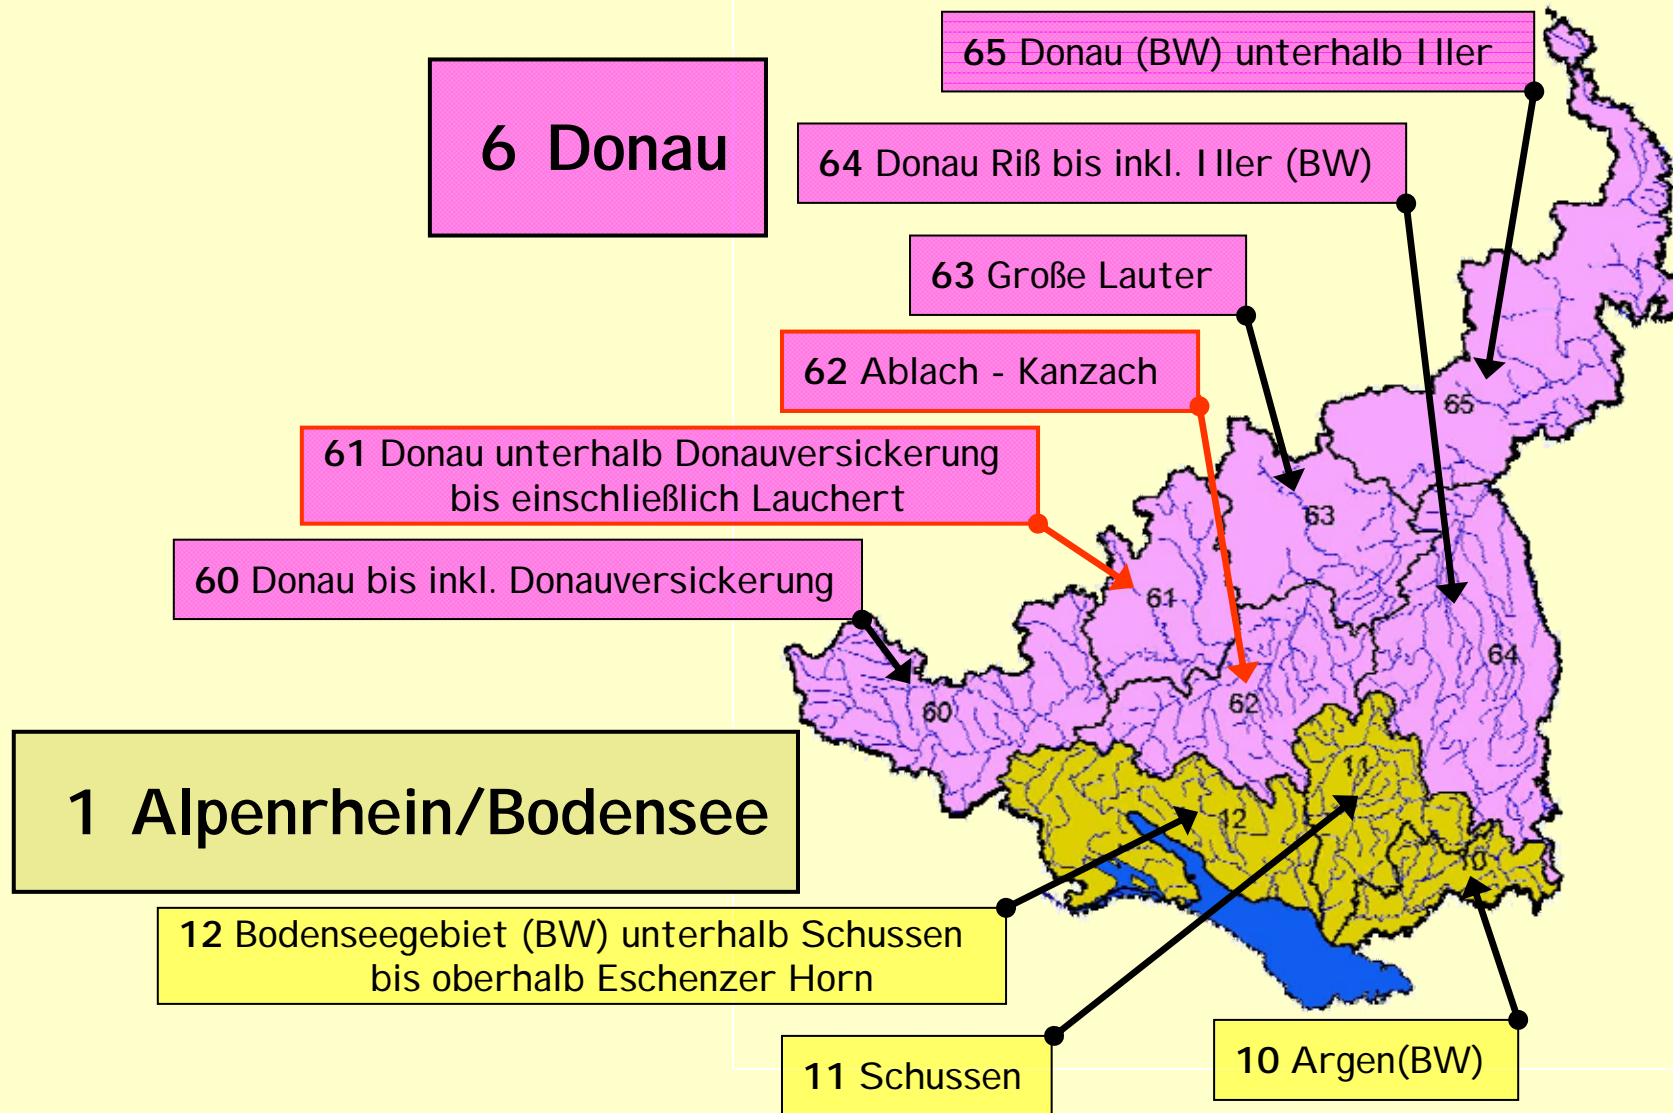 65 Donau (BW) unterhalb Iller
6 Donau
64 Donau Riß bis inkl. Iller (BW)
63 Große Lauter
62 Ablach - Kanzach
61 Donau unterhalb Donauversickerung
bis einschließlich Lauchert
60 Donau bis inkl. Donauversickerung
65
63
61
64
62
60
1 Alpenrhein/Bodensee
11
12
10
12 Bodenseegebiet (BW) unterhalb Schussen
bis oberhalb Eschenzer Horn
11 Schussen
10 Argen(BW)